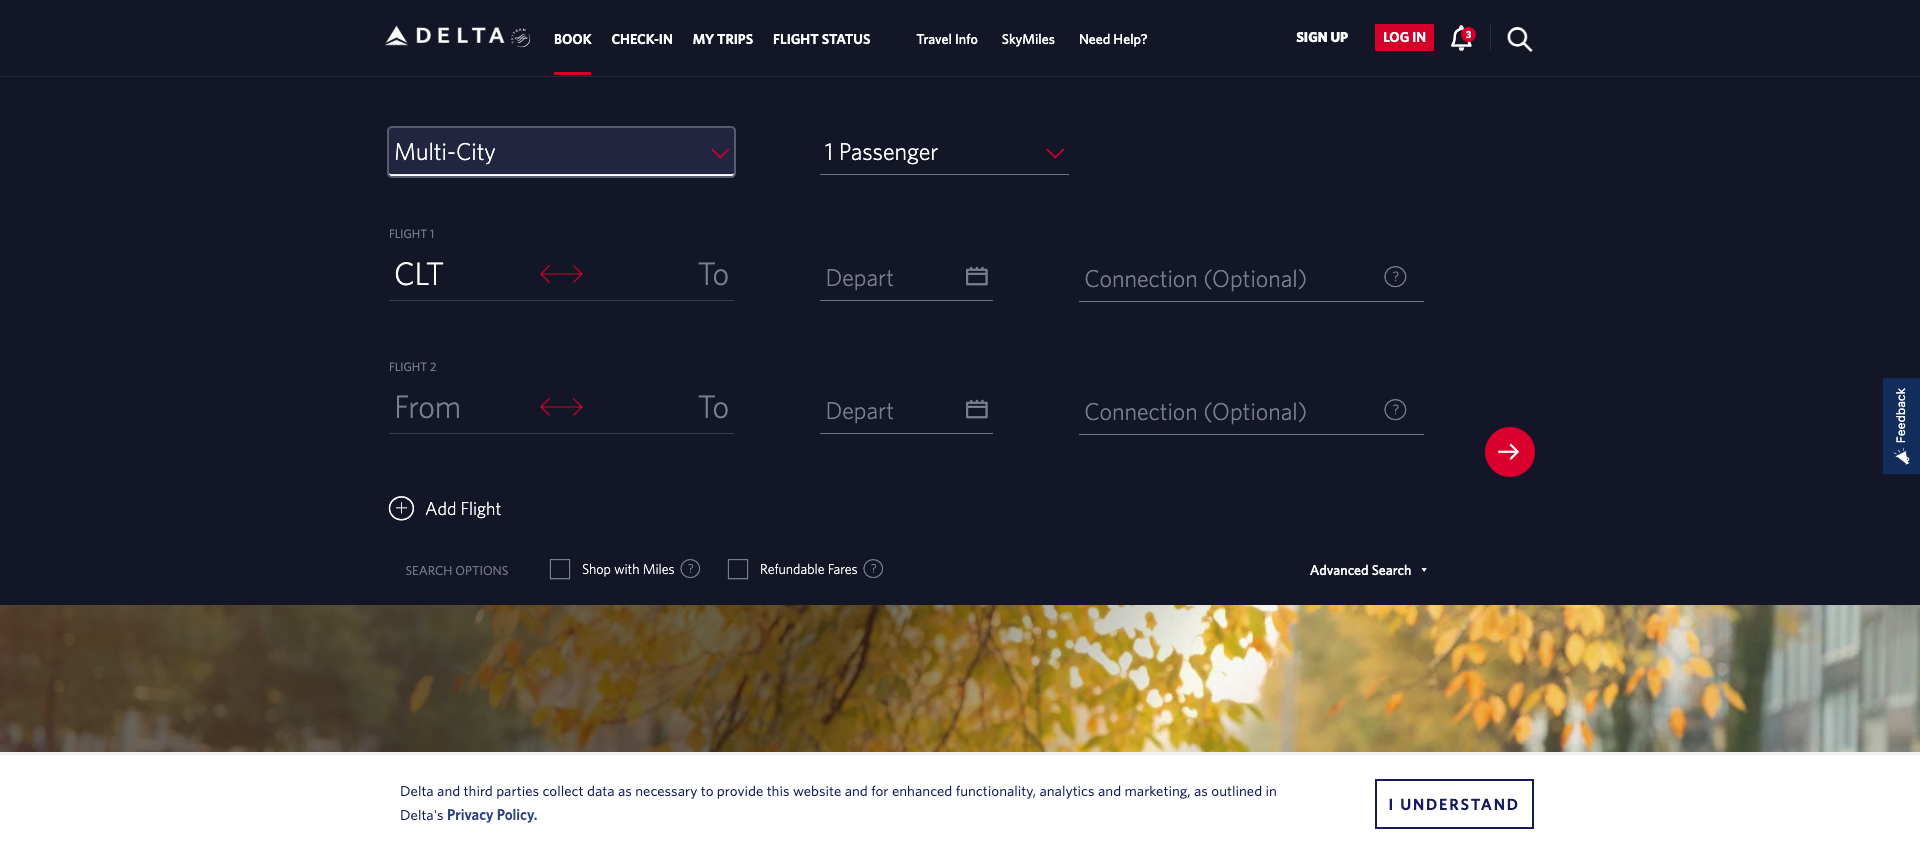 DELTA
BOOK CHECK-IN MY TRIPS FLIGHT STATUS Travel Info SkyMiles Need Help? SIGN UP LOG IN 3
Multi-City 1 Passenger
FLIGHT 1
CLT To Depart Connection (Optional) ?
FLIGHT 2
From To Depart Connection (Optional) ?
Feedback
Add Flight
SEARCH OPTIONS Shop with Miles ? Refundable Fares ? Advanced Search
Delta and third parties collect data as necessary to provide this website and for enhanced functionality, analytics and marketing, as outlined in
Delta's Privacy Policy.
I UNDERSTAND